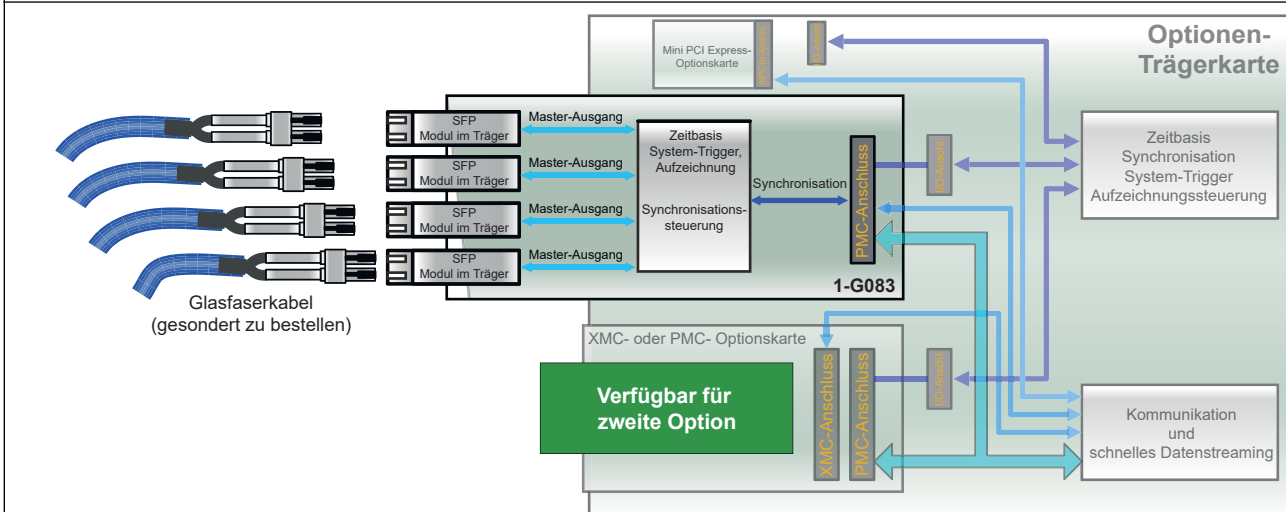 Optionen-
Trägerkarte
Mini PCI Express-
Optionskarte
SFP
Modul im Träger
Master-Ausgang
SFP
Modul im Träger
Master-Ausgang
SFP
Modul im Träger
Master-Ausgang
SFP
Modul im Träger
Master-Ausgang
Zeitbasis
System-Trigger,
Aufzeichnung
Synchronisations-
steuerung
Synchronisation
PMC-Anschluss
1-G083
Zeitbasis
Synchronisation
System-Trigger
Aufzeichnungssteuerung
Glasfaserkabel
(gesondert zu bestellen)
XMC- oder PMC- Optionskarte
Verfügbar für
zweite Option
XMC-Anschluss
PMC-Anschluss
Kommunikation
und
schnelles Datenstreaming